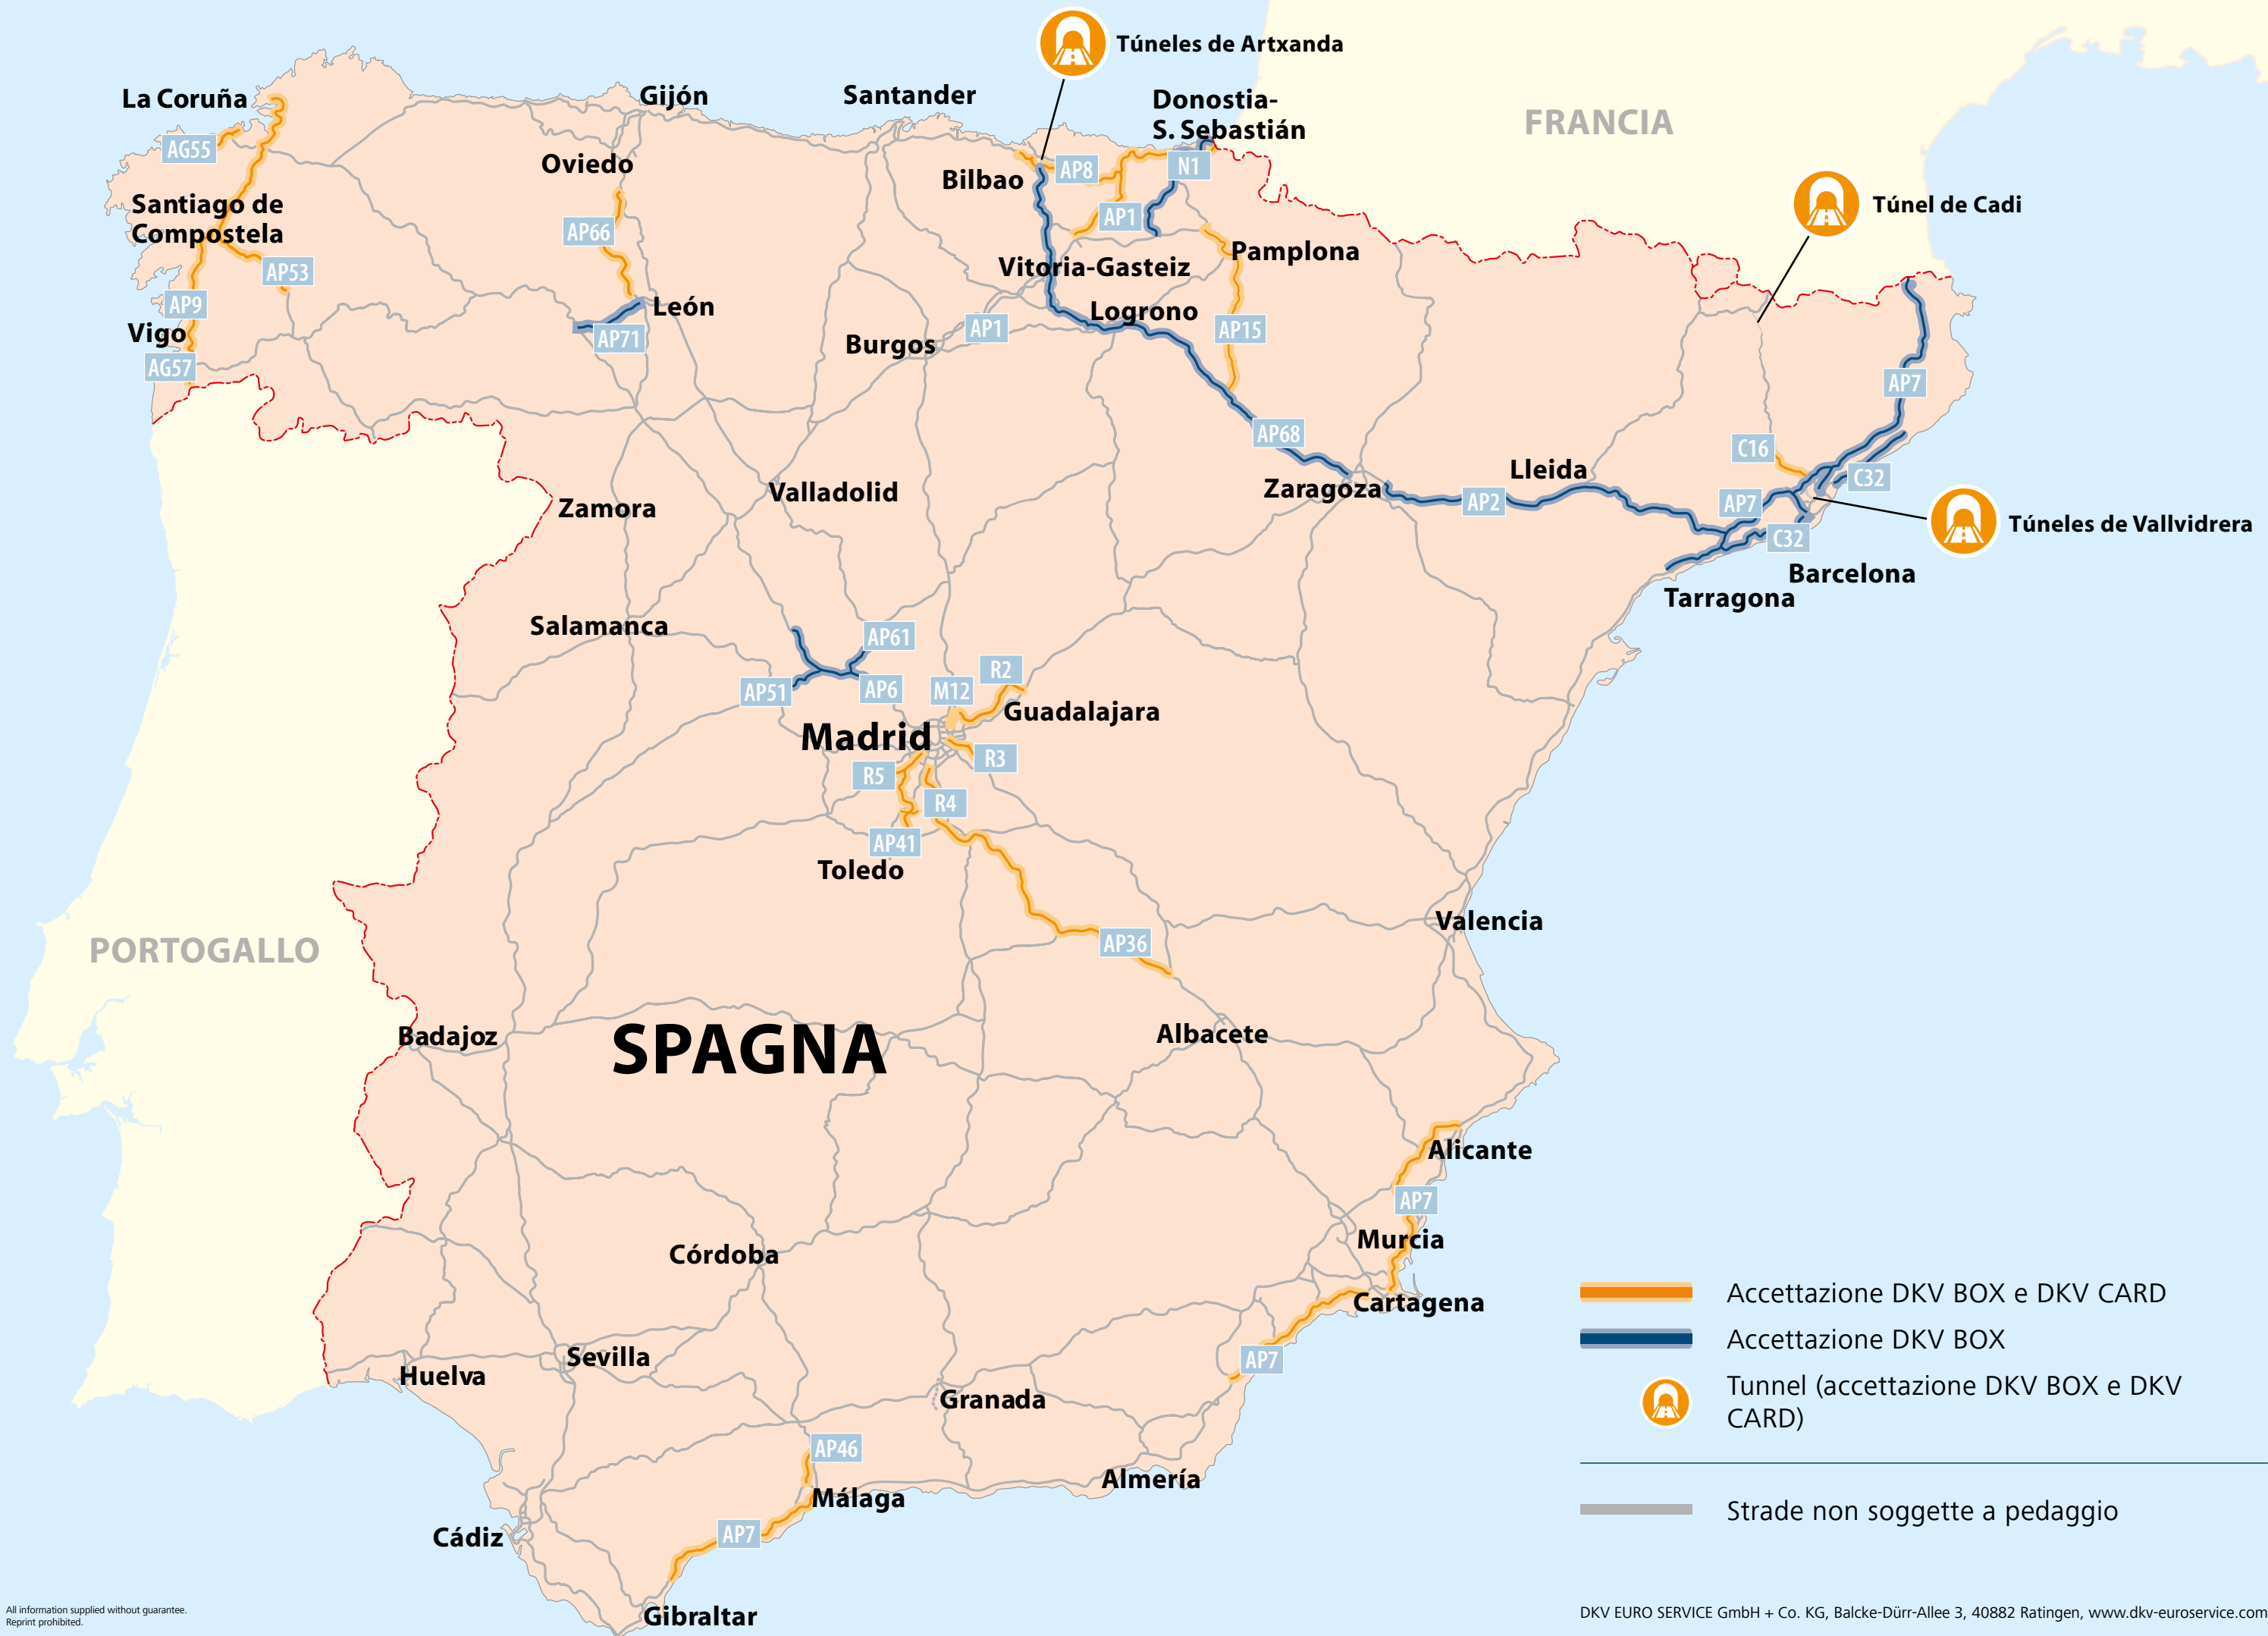 Túneles de Artxanda
La Coruña
Gijón
Santander
Donostia-
S. Sebastián
FRANCIA
AG55
Oviedo
Bilbao
AP8
N1
Túnel de Cadi
Santiago de
Compostela
AP66
AP1
Pamplona
AP53
Vitoria-Gasteiz
AP9
León
Logrono
Vigo
AP71
Burgos
AP1
AP15
AG57
AP7
AP68
C16
Lleida
C32
Zamora
Valladolid
Zaragoza
AP2
AP7
Túneles de Vallvidrera
C32
Barcelona
Tarragona
Salamanca
AP61
AP51
AP6
M12
R2
Guadalajara
Madrid
R3
R5
R4
AP41
Toledo
PORTOGALLO
AP36
Valencia
Badajoz
SPAGNA
Albacete
Alicante
AP7
Córdoba
Murcia
Cartagena
Huelva
Sevilla
AP7
Granada
AP46
Málaga
Almería
Cádiz
AP7
Gibraltar
Accettazione DKV BOX e DKV CARD
Accettazione DKV BOX
Tunnel (accettazione DKV BOX e DKV
CARD)
Strade non soggette a pedaggio
All information supplied without guarantee.
Reprint prohibited.
DKV EURO SERVICE GmbH + Co. KG, Balcke-Dürr-Allee 3, 40882 Ratingen, www.dkv-euroservice.com